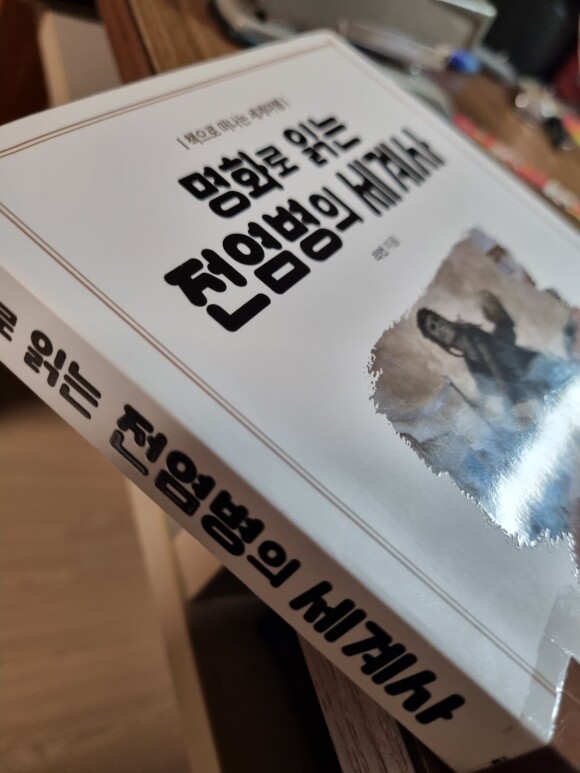 | 책으로 떠나는 세계여행 |
명화로 읽는
전염병의 세계사
로 읽는 전염병의 세계사